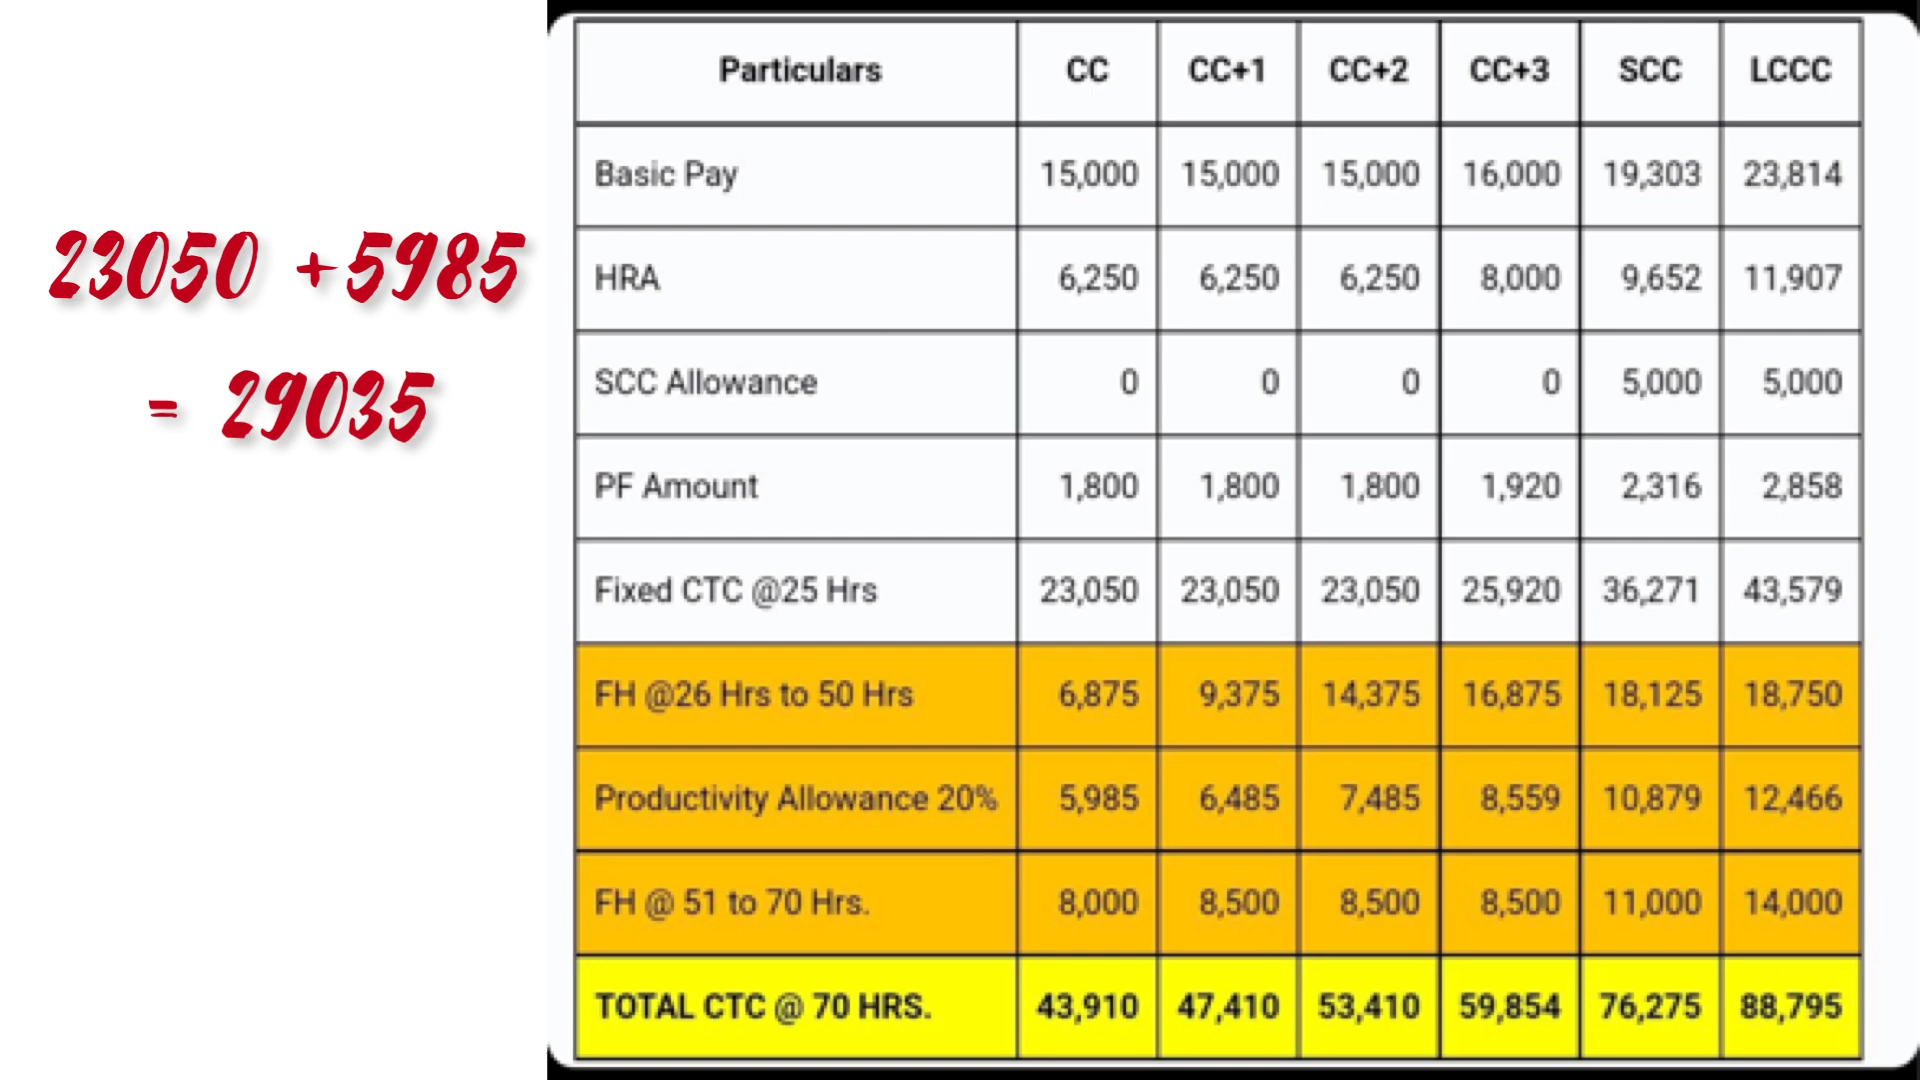 23050 +5985
= 29035
Particulars CC CC+1 CC+2 CC+3 SCC LCCC
Basic Pay 15,000 15,000 15,000 16,000 19,303 23,814
HRA 6,250 6,250 6,250 8,000 9,652 11,907
SCC Allowance 0 0 0 0 5,000 5,000
PF Amount 1,800 1,800 1,800 1,920 2,316 2,858
Fixed CTC @25 Hrs 23,050 23,050 23,050 25,920 36,271 43,579
FH @26 Hrs to 50 Hrs 6,875 9,375 14,375 16,875 18,125 18,750
Productivity Allowance 20% 5,985 6,485 7,485 8,559 10,879 12,466
FH @ 51 to 70 Hrs. 8,000 8,500 8,500 8,500 11,000 14,000
TOTAL CTC @ 70 HRS. 43,910 47,410 53,410 59,854 76,275 88,795